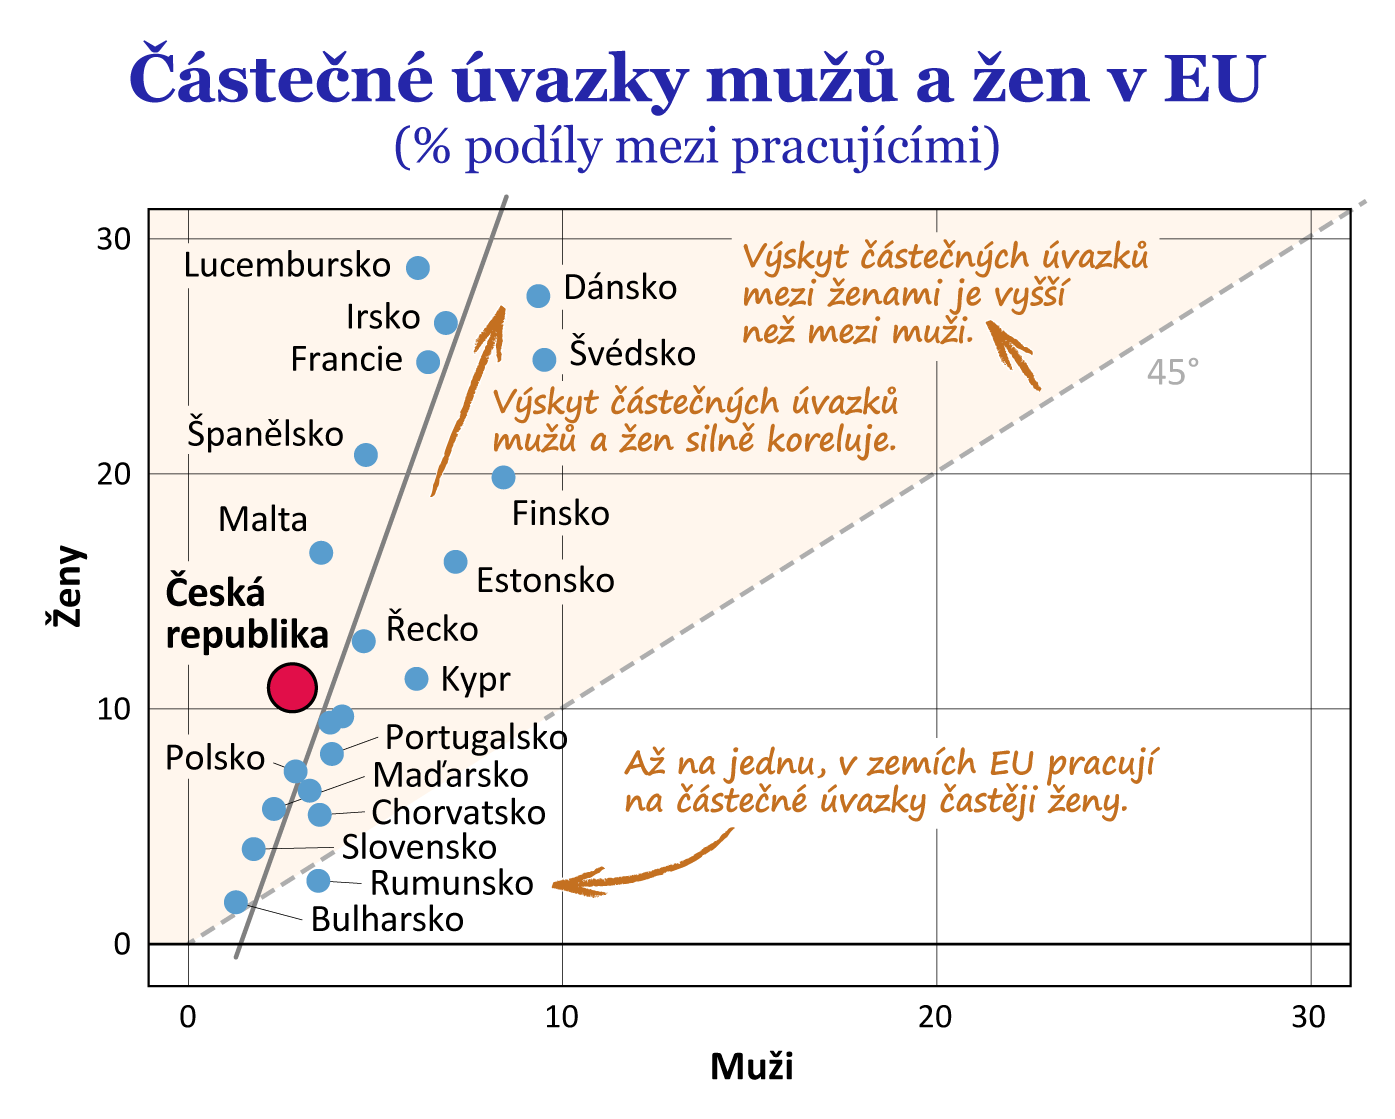 Částečné úvazky mužů a žen v EU
(% podíly mezi pracujícími)
30
20
10
0
Ženy
Lucembursko
Dánsko
Irsko
Francie
Švédsko
Španělsko
Finsko
Malta
Estonsko
Česká
republika
Řecko
Kypr
Portugalsko
Polsko
Maďarsko
Chorvatsko
Slovensko
Rumunsko
Bulharsko
Výskyt částečných úvazků
mezi ženami je vyšší
než mezi muži.
45°
Výskyt částečných úvazků
mužů a žen silně koreluje.
Až na jednu, v zemích EU pracují
na částečné úvazky častěji ženy.
0
10
20
30
Muži